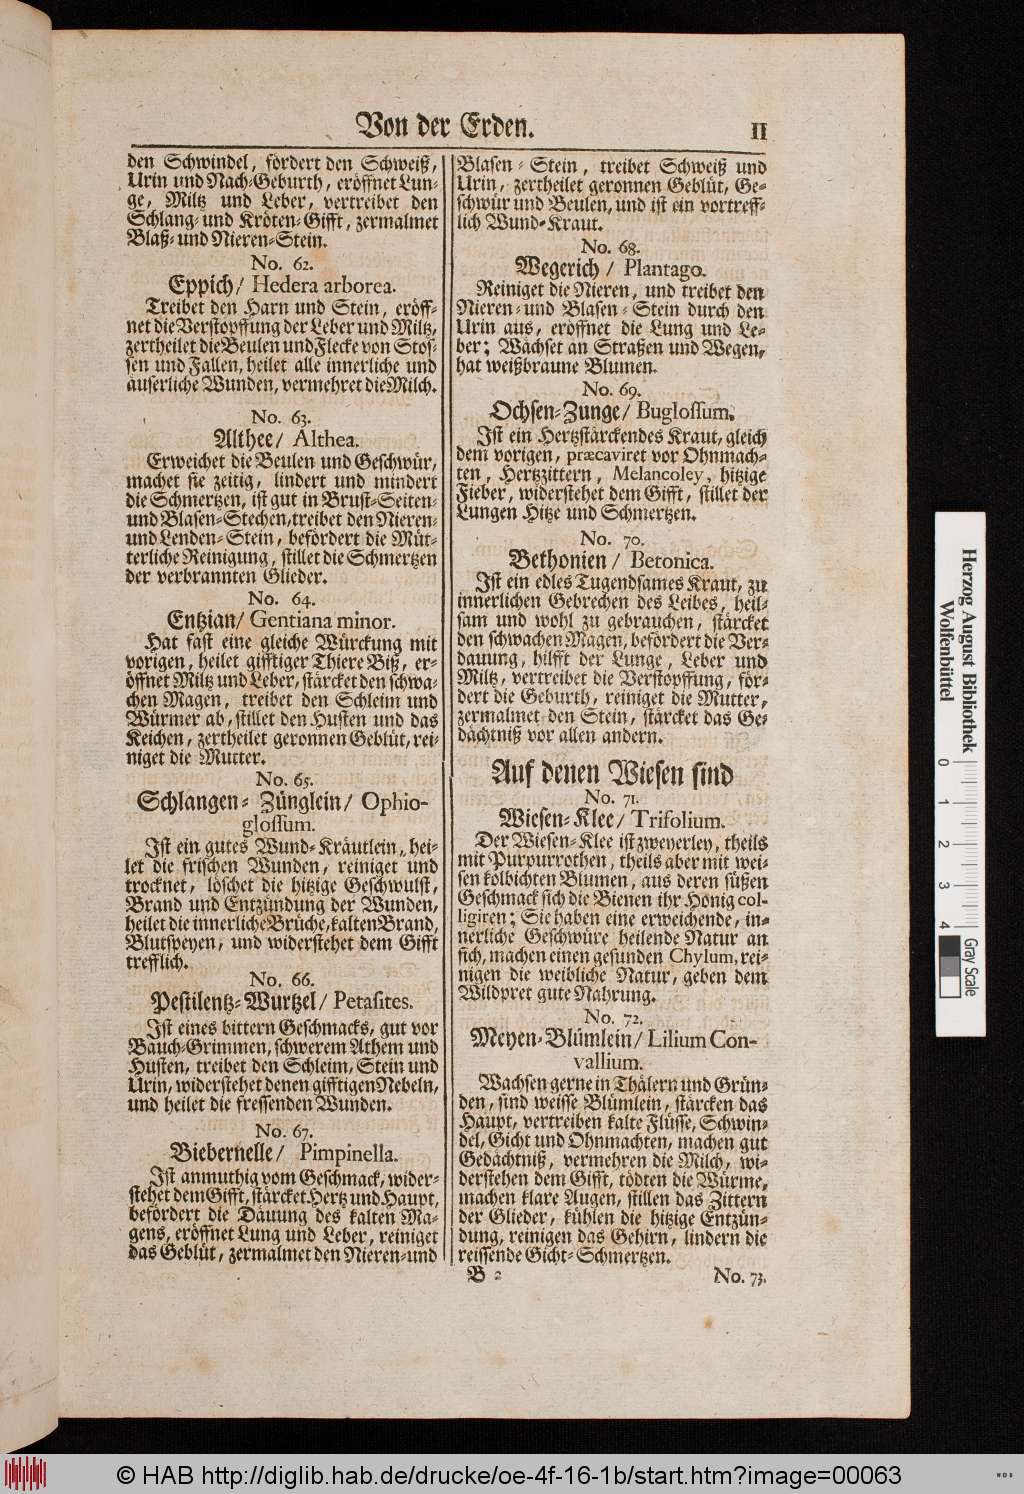 Von der Erden.
II
den Schwindel, fördert den Schweiß,
Urin und Nach-Geburth, eröffnet Lun-
ge, Miltz und Leber, vertreibet den
Schlang- und Kröten-Gifft, zermalmet
Blaß- und Nieren-Stein.
No. 62.
Eppich/ Hedera arborea.
Treibet den Harn und Stein, eröff-
net die Verstopffung der Leber und Miltz,
zertheilet die Beulen und Flecke von Stos-
sen und Fallen, heilet alle innerliche und
äuserliche Wunden, vermehret die Milch.
No. 63.
Althee/ Althea.
Erweichet die Beulen und Geschwür,
machet sie zeitig, lindert und mindert
die Schmertzen, ist gut in Brust-Seiten-
und Blasen-Stechen, treibet den Nieren-
und Lenden-Stein, befördert die Müt-
terliche Reinigung, stillet die Schmertzen
der verbrannten Glieder.
No. 64.
Entzian/ Gentiana minor.
Hat fast eine gleiche Würckung mit
vorigen, heilet gifftiger Thiere Biß, er-
öffnet Miltz und Leber, stärcket den schwa-
chen Magen, treibet den Schleim und
Würmer ab, stillet den Husten und das
Keichen, zertheilet geronnen Geblüt, rei-
niget die Mutter.
No. 65.
Schlangen-Zünglein/ Ophio-
glossum.
Ist ein gutes Wund-Kräutlein, hei-
let die frischen Wunden, reiniget und
trocknet, löschet die hitzige Geschwulst,
Brand und Entzündung der Wunden,
heilet die innerliche Brüche, kalten Brand,
Blutspeyen, und widerstehet dem Gifft
trefflich.
No. 66.
Pestilentz-Wurtzel/ Petasites.
Ist eines bittern Geschmacks, gut vor
Bauch-Grimmen, schwerem Athem und
Husten, treibet den Schleim, Stein und
Urin, widerstehet denen gifftigen Nebeln,
und heilet die fressenden Wunden.
No. 67.
Biebernelle/ Pimpinella.
Ist anmuthig vom Geschmack, wider-
stehet dem Gifft, stärcket Hertz und Haupt,
befördert die Däuung des kalten Ma-
gens, eröffnet Lung und Leber, reiniget
das Geblüt, zermalmet den Nieren- und
Blasen-Stein, treibet Schweiß und
Urin, zertheilet geronnen Geblüt, Ge-
schwür und Beulen, und ist ein vortreff-
lich Wund-Kraut.
No. 68.
Wegerich / Plantago.
Reiniget die Nieren, und treibet den
Nieren- und Blasen-Stein durch den
Urin aus, eröffnet die Lung und Le-
ber; Wächset an Straßen und Wegen,
hat weißbraune Blumen.
No. 69.
Ochsen-Zunge/ Buglossum.
Ist ein Hertzstärckendes Kraut, gleich
dem vorigen, præcaviret vor Ohnmach-
ten, Hertzzittern, Melancoley, hitzige
Fieber, widerstehet dem Gifft, stillet der
Lungen Hitze und Schmertzen.
No. 70.
Bethonien / Betonica.
Ist ein edles Tugendsames Kraut, zu
innerlichen Gebrechen des Leibes, heil-
sam und wohl zu gebrauchen, stärcket
den schwachen Magen, befördert die Ver-
dauung, hilfft der Lunge, Leber und
Miltz, vertreibet die Verstopffung, för-
dert die Geburth, reiniget die Mutter,
zermalmet den Stein, stärcket das Ge-
dächtniß vor allen andern.
Auf denen Wiesen sind
No. 71.
Wiesen-Klee/ Trifolium.
Der Wiesen-Klee ist zweyerley, theils
mit Purpurrothen, theils aber mit weis-
sen kolbichten Blumen, aus deren süßen
Geschmack sich die Bienen ihr Honig col-
ligiren; Sie haben eine erweichende, in-
nerliche Geschwüre heilende Natur an
sich, machen einen gesunden Chylum, rei-
nigen die weibliche Natur, geben dem
Wildpret gute Nahrung.
No. 72.
Meyen-Blümlein/ Lilium Con-
vallium.
Wachsen gerne in Thälern und Grün-
den, sind weisse Blümlein, stärcken das
Haupt, vertreiben kalte Flüsse, Schwin-
del, Gicht und Ohnmachten, machen gut
Gedächtniß, vermehren die Milch, wi-
derstehen dem Gifft, tödten die Würme,
machen klare Augen, stillen das Zittern
der Glieder, kühlen die hitzige Entzün-
dung, reinigen das Gehirn, lindern die
reissende Gicht-Schmertzen.
B 2
No. 73.
Herzog August Bibliothek
Wolfenbüttel
0 1 2 3 4
Gray Scale
© HAB http://diglib.hab.de/drucke/oe-4f-16-1b/start.htm?image=00063